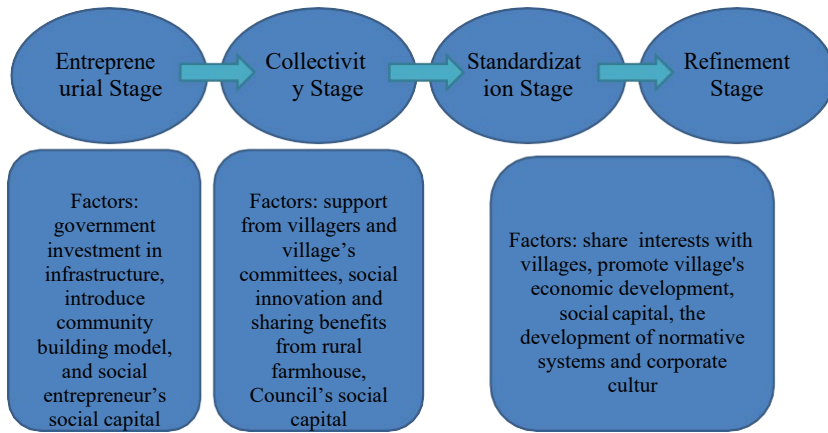 Entreprene
urial Stage
Collectivit
y Stage
Standardizat
ion Stage
Refinement
Stage
Factors:
government
investment in
infrastructure,
introduce
community
building model,
and social
entrepreneur's
social capital
Factors: support
from villagers and
village's
committees, social
innovation and
sharing benefits
from rural
farmhouse,
Council's social
capital
Factors: share interests with
villages, promote village's
economic development,
social capital, the
development of normative
systems and corporate
cultur